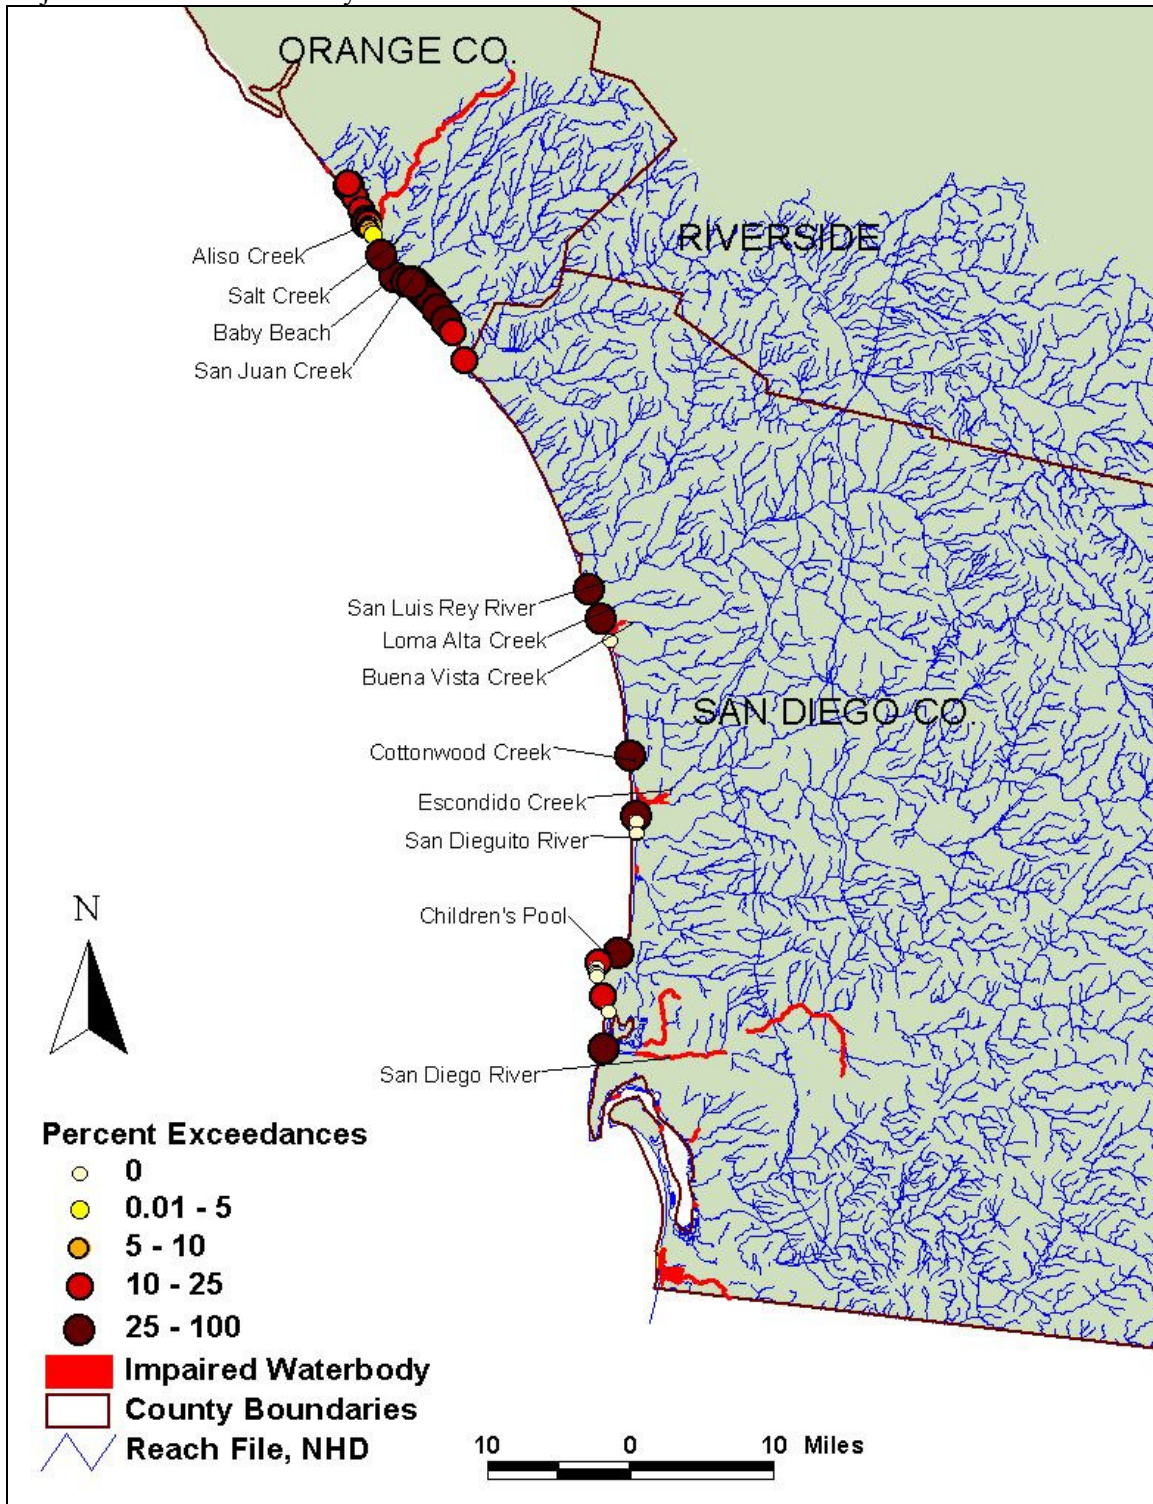 ORANGE CO.
RIVERSIDE
Aliso Creek
Salt Creek
Baby Beach
San Juan Creek
San Luis Rey River
Loma Alta Creek
Buena Vista Creek
SAN DIEGO CO.
Cottonwood Creek
Escondido Creek
San Dieguito River
Children's Pool
N
San Diego River
Percent Exceedances
0
0.01 - 5
5 - 10
10 - 25
25 - 100
Impaired Waterbody
County Boundaries
Reach File, NHD
10 0 10 Miles